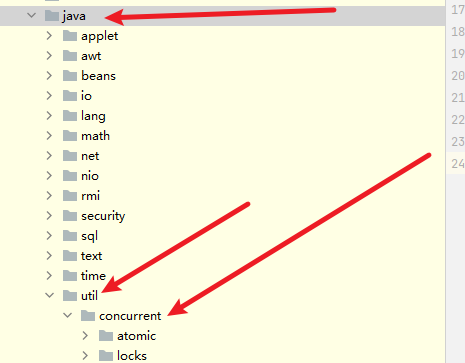 java
applet
awt
beans
io
lang
math
net
nio
rmi
security
sql
text
time
util
concurrent
atomic
locks
17
18
19
20
21
22
23
24